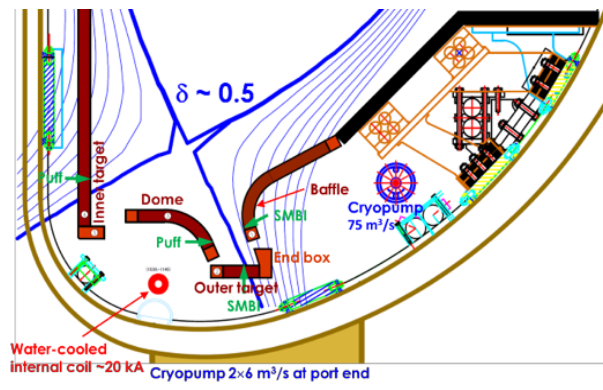 δ ~ 0.5
Puff
Inner target
Dome
Puff
Baffle
SMBI
Cryopump
75 m³/s
End box
Outer target
SMBI
Water-cooled
internal coil ~20 kA
Cryopump 2×6 m³/s at port end